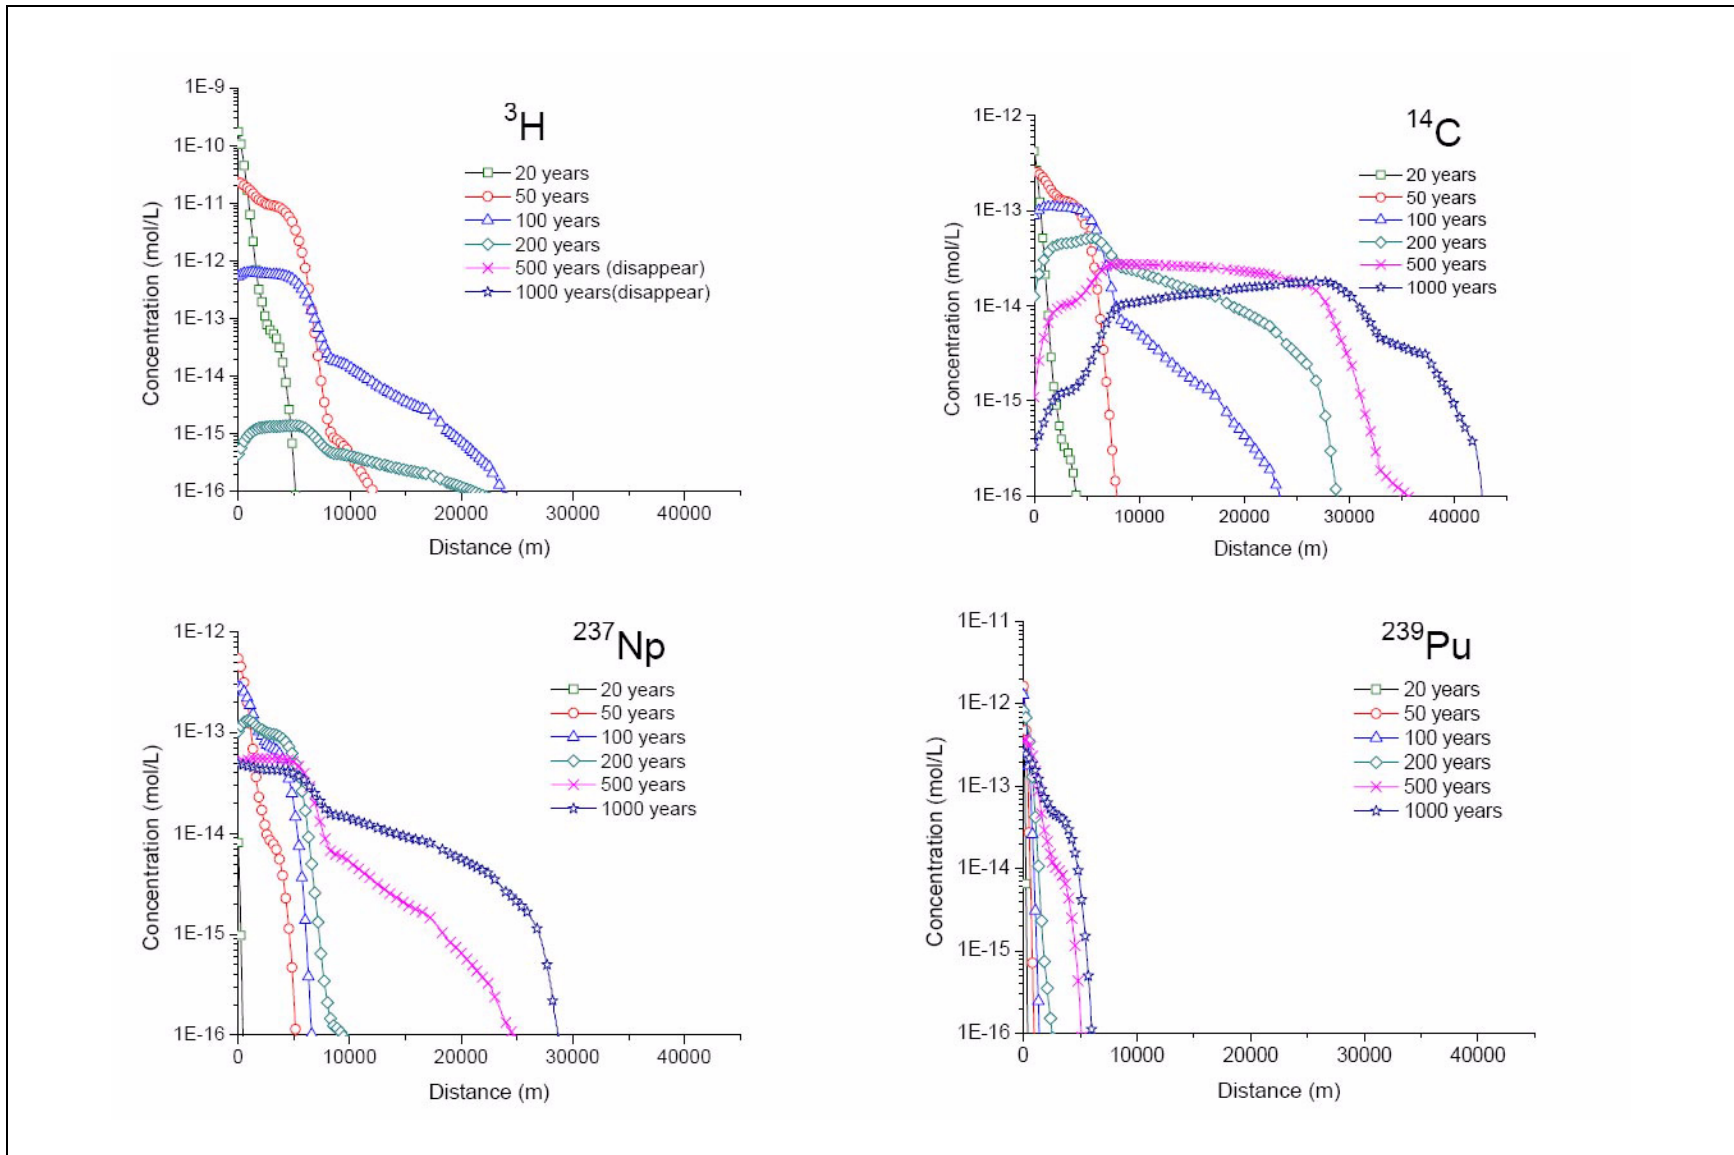 ³H
1E-9
1E-10
1E-11
1E-12
1E-13
1E-14
1E-15
1E-16
Concentration (mol/L)
20 years
50 years
100 years
200 years
500 years (disappear)
1000 years(disappear)
0 10000 20000 30000 40000
Distance (m)
¹⁴C
1E-12
1E-13
1E-14
1E-15
1E-16
Concentration (mol/L)
20 years
50 years
100 years
200 years
500 years
1000 years
0 10000 20000 30000 40000
Distance (m)
²³⁷Np
1E-12
1E-13
1E-14
1E-15
1E-16
Concentration (mol/L)
20 years
50 years
100 years
200 years
500 years
1000 years
0 10000 20000 30000 40000
Distance (m)
²³⁹Pu
1E-11
1E-12
1E-13
1E-14
1E-15
1E-16
Concentration (mol/L)
20 years
50 years
100 years
200 years
500 years
1000 years
0 10000 20000 30000 40000
Distance (m)